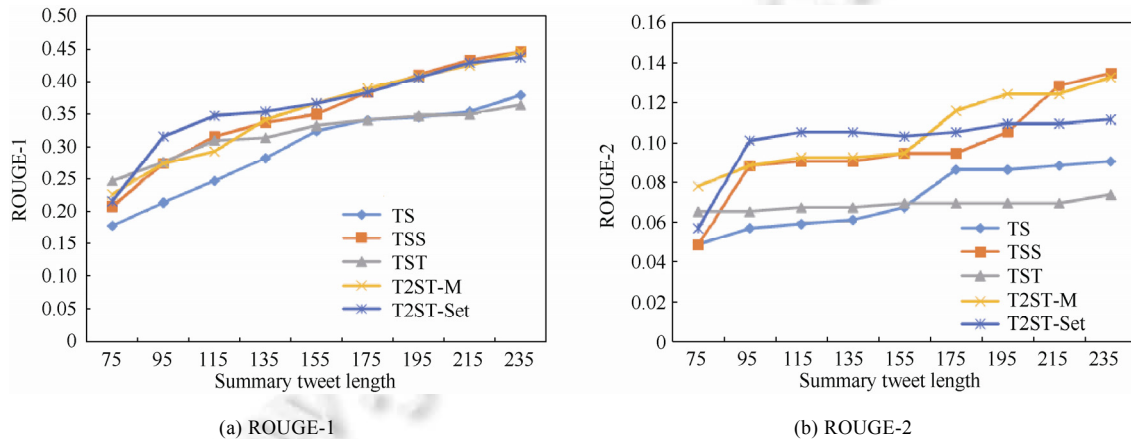 0.50
0.45
0.40
0.35
0.30
0.25
0.20
0.15
0.10
0.05
0
ROUGE-1
TS
TSS
TST
T2ST-M
T2ST-Set
75 95 115 135 155 175 195 215 235
Summary tweet length
(a) ROUGE-1
0.16
0.14
0.12
0.10
0.08
0.06
0.04
0.02
0.00
ROUGE-2
TS
TSS
TST
T2ST-M
T2ST-Set
75 95 115 135 155 175 195 215 235
Summary tweet length
(b) ROUGE-2